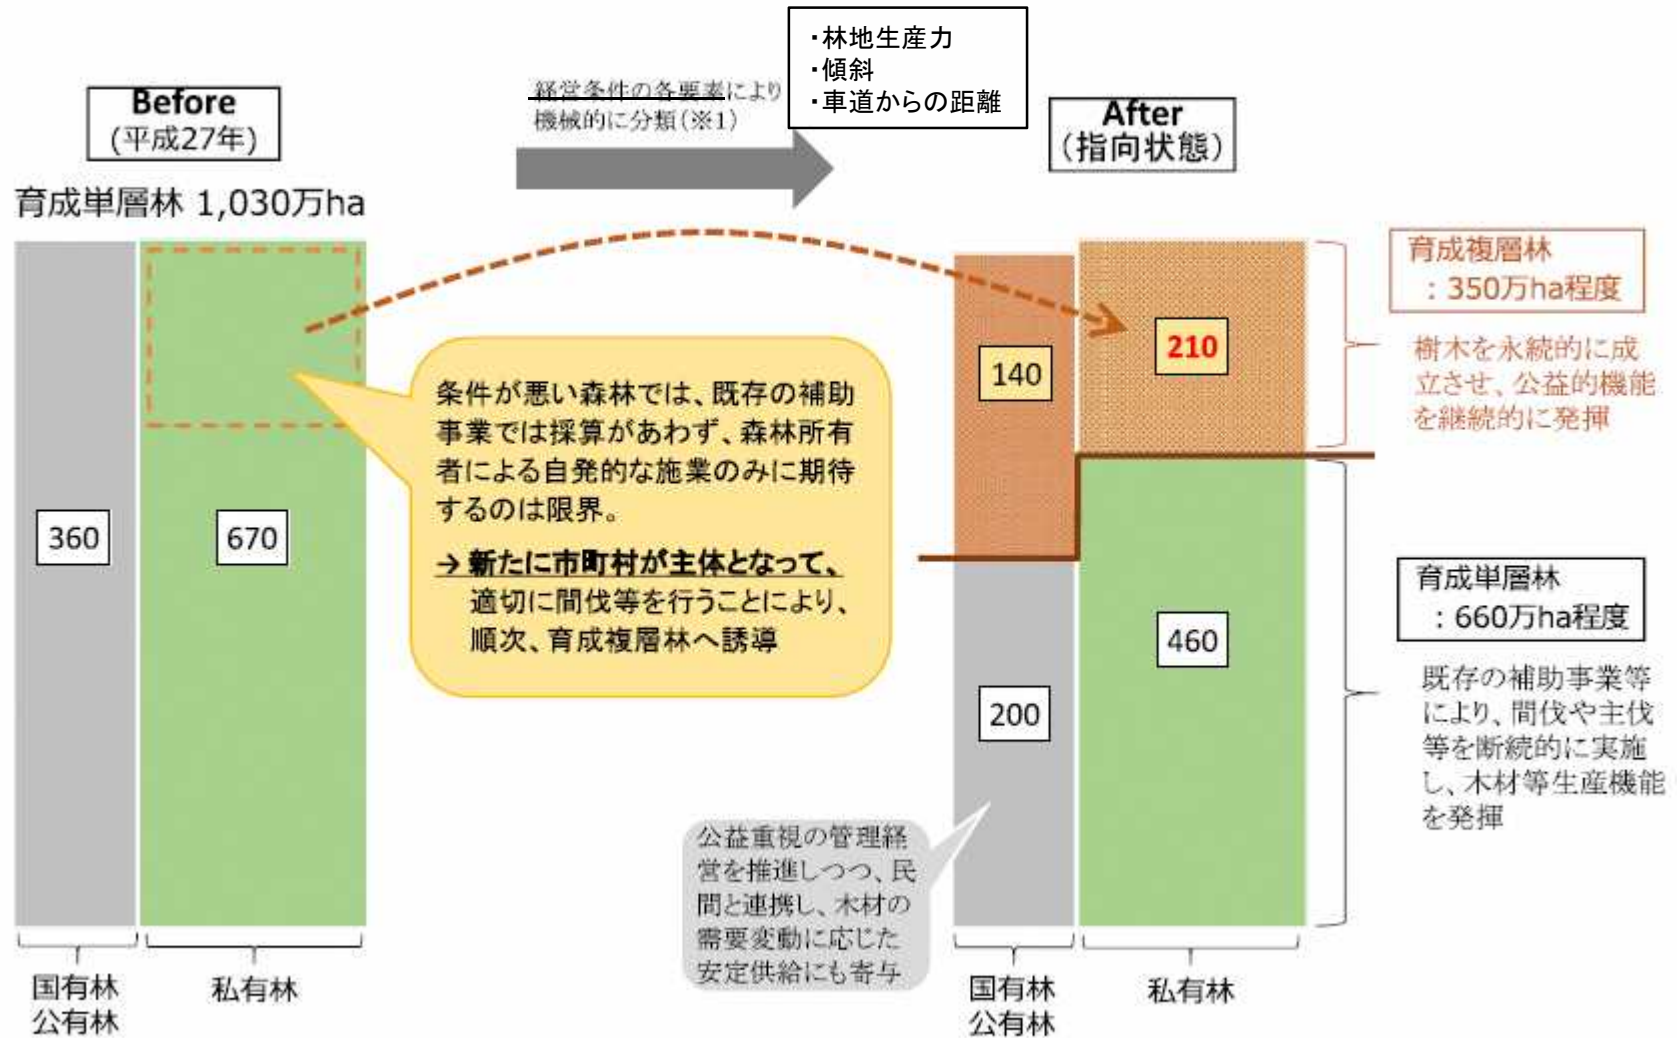 ・林地生産力
・傾斜
・車道からの距離
経営条件の各要素により
機械的に分類(※1)
Before
(平成27年)
After
(指向状態)
育成単層林 1,030万ha
360
670
条件が悪い森林では、既存の補助
事業では採算があわず、森林所有
者による自発的な施業のみに期待
するのは限界。
→ 新たに市町村が主体となって、
適切に間伐等を行うことにより、
順次、育成複層林へ誘導
140
210
200
460
育成複層林
：350万ha程度
樹木を永続的に成
立させ、公益的機能
を継続的に発揮
育成単層林
：660万ha程度
既存の補助事業等
により、間伐や主伐
等を断続的に実施
し、木材等生産機能
を発揮
公益重視の管理経
営を推進しつつ、民
間と連携し、木材の
需要変動に応じた
安定供給にも寄与
国有林
公有林
私有林
国有林
公有林
私有林